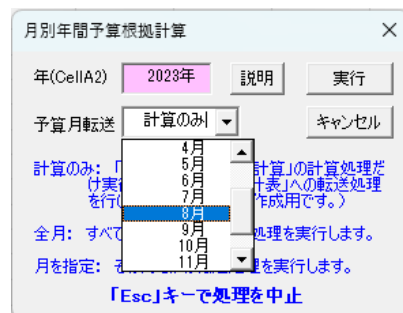 月別年間予算根拠計算
年(CellA2) 2023年 説明 実行
予算月転送 計算のみ キャンセル
計算のみ: 「
計算」の計算処理だ
け実
十表」への転送処理
を行
作成用
です。)
全月: すべて
処理を実行します。
月を指定: そ
処理を実行します。
4月
5月
6月
7月
8月
9月
10月
11月
「Esc」キーで処理を中止